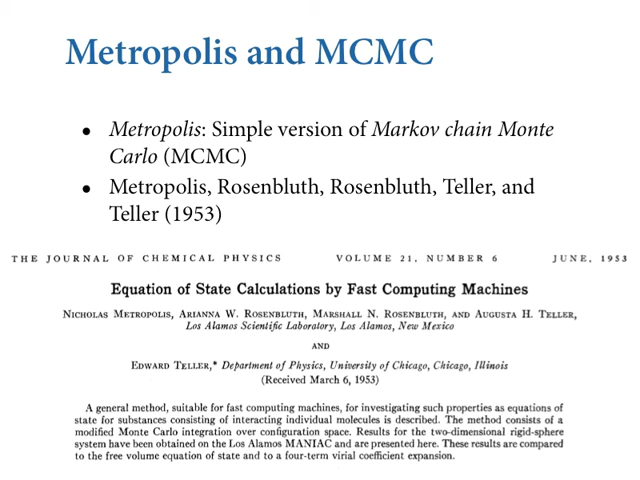 Metropolis and MCMC
• Metropolis: Simple version of Markov chain Monte
Carlo (MCMC)
• Metropolis, Rosenbluth, Rosenbluth, Teller, and
Teller (1953)
THE JOURNAL OF CHEMICAL PHYSICS VOLUME 21, NUMBER 6 JUNE, 1953
Equation of State Calculations by Fast Computing Machines
NICHOLAS METROPOLIS, ARIANNA W. ROSENBLUTH, MARSHALL N. ROSENBLUTH, AND AUGUSTA H. TELLER,
Los Alamos Scientific Laboratory, Los Alamos, New Mexico
AND
EDWARD TELLER,* Department of Physics, University of Chicago, Chicago, Illinois
(Received March 6, 1953)
A general method, suitable for fast computing machines, for investigating such properties as equations of
state for substances consisting of interacting individual molecules is described. The method consists of a
modified Monte Carlo integration over configuration space. Results for the two-dimensional rigid-sphere
system have been obtained on the Los Alamos MANIAC and are presented here. These results are compared
to the free volume equation of state and to a four-term virial coefficient expansion.